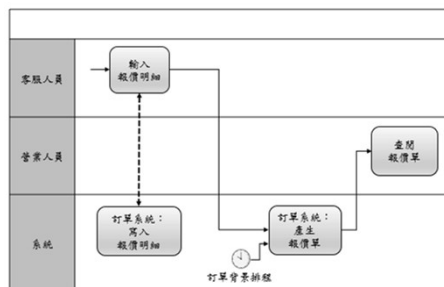 客服人員
輸入
報價明細
營業人員
查閱
報價單
系統
訂單系統：
寫入
報價明細
訂單系統：
產生
報價單
訂單背景排程